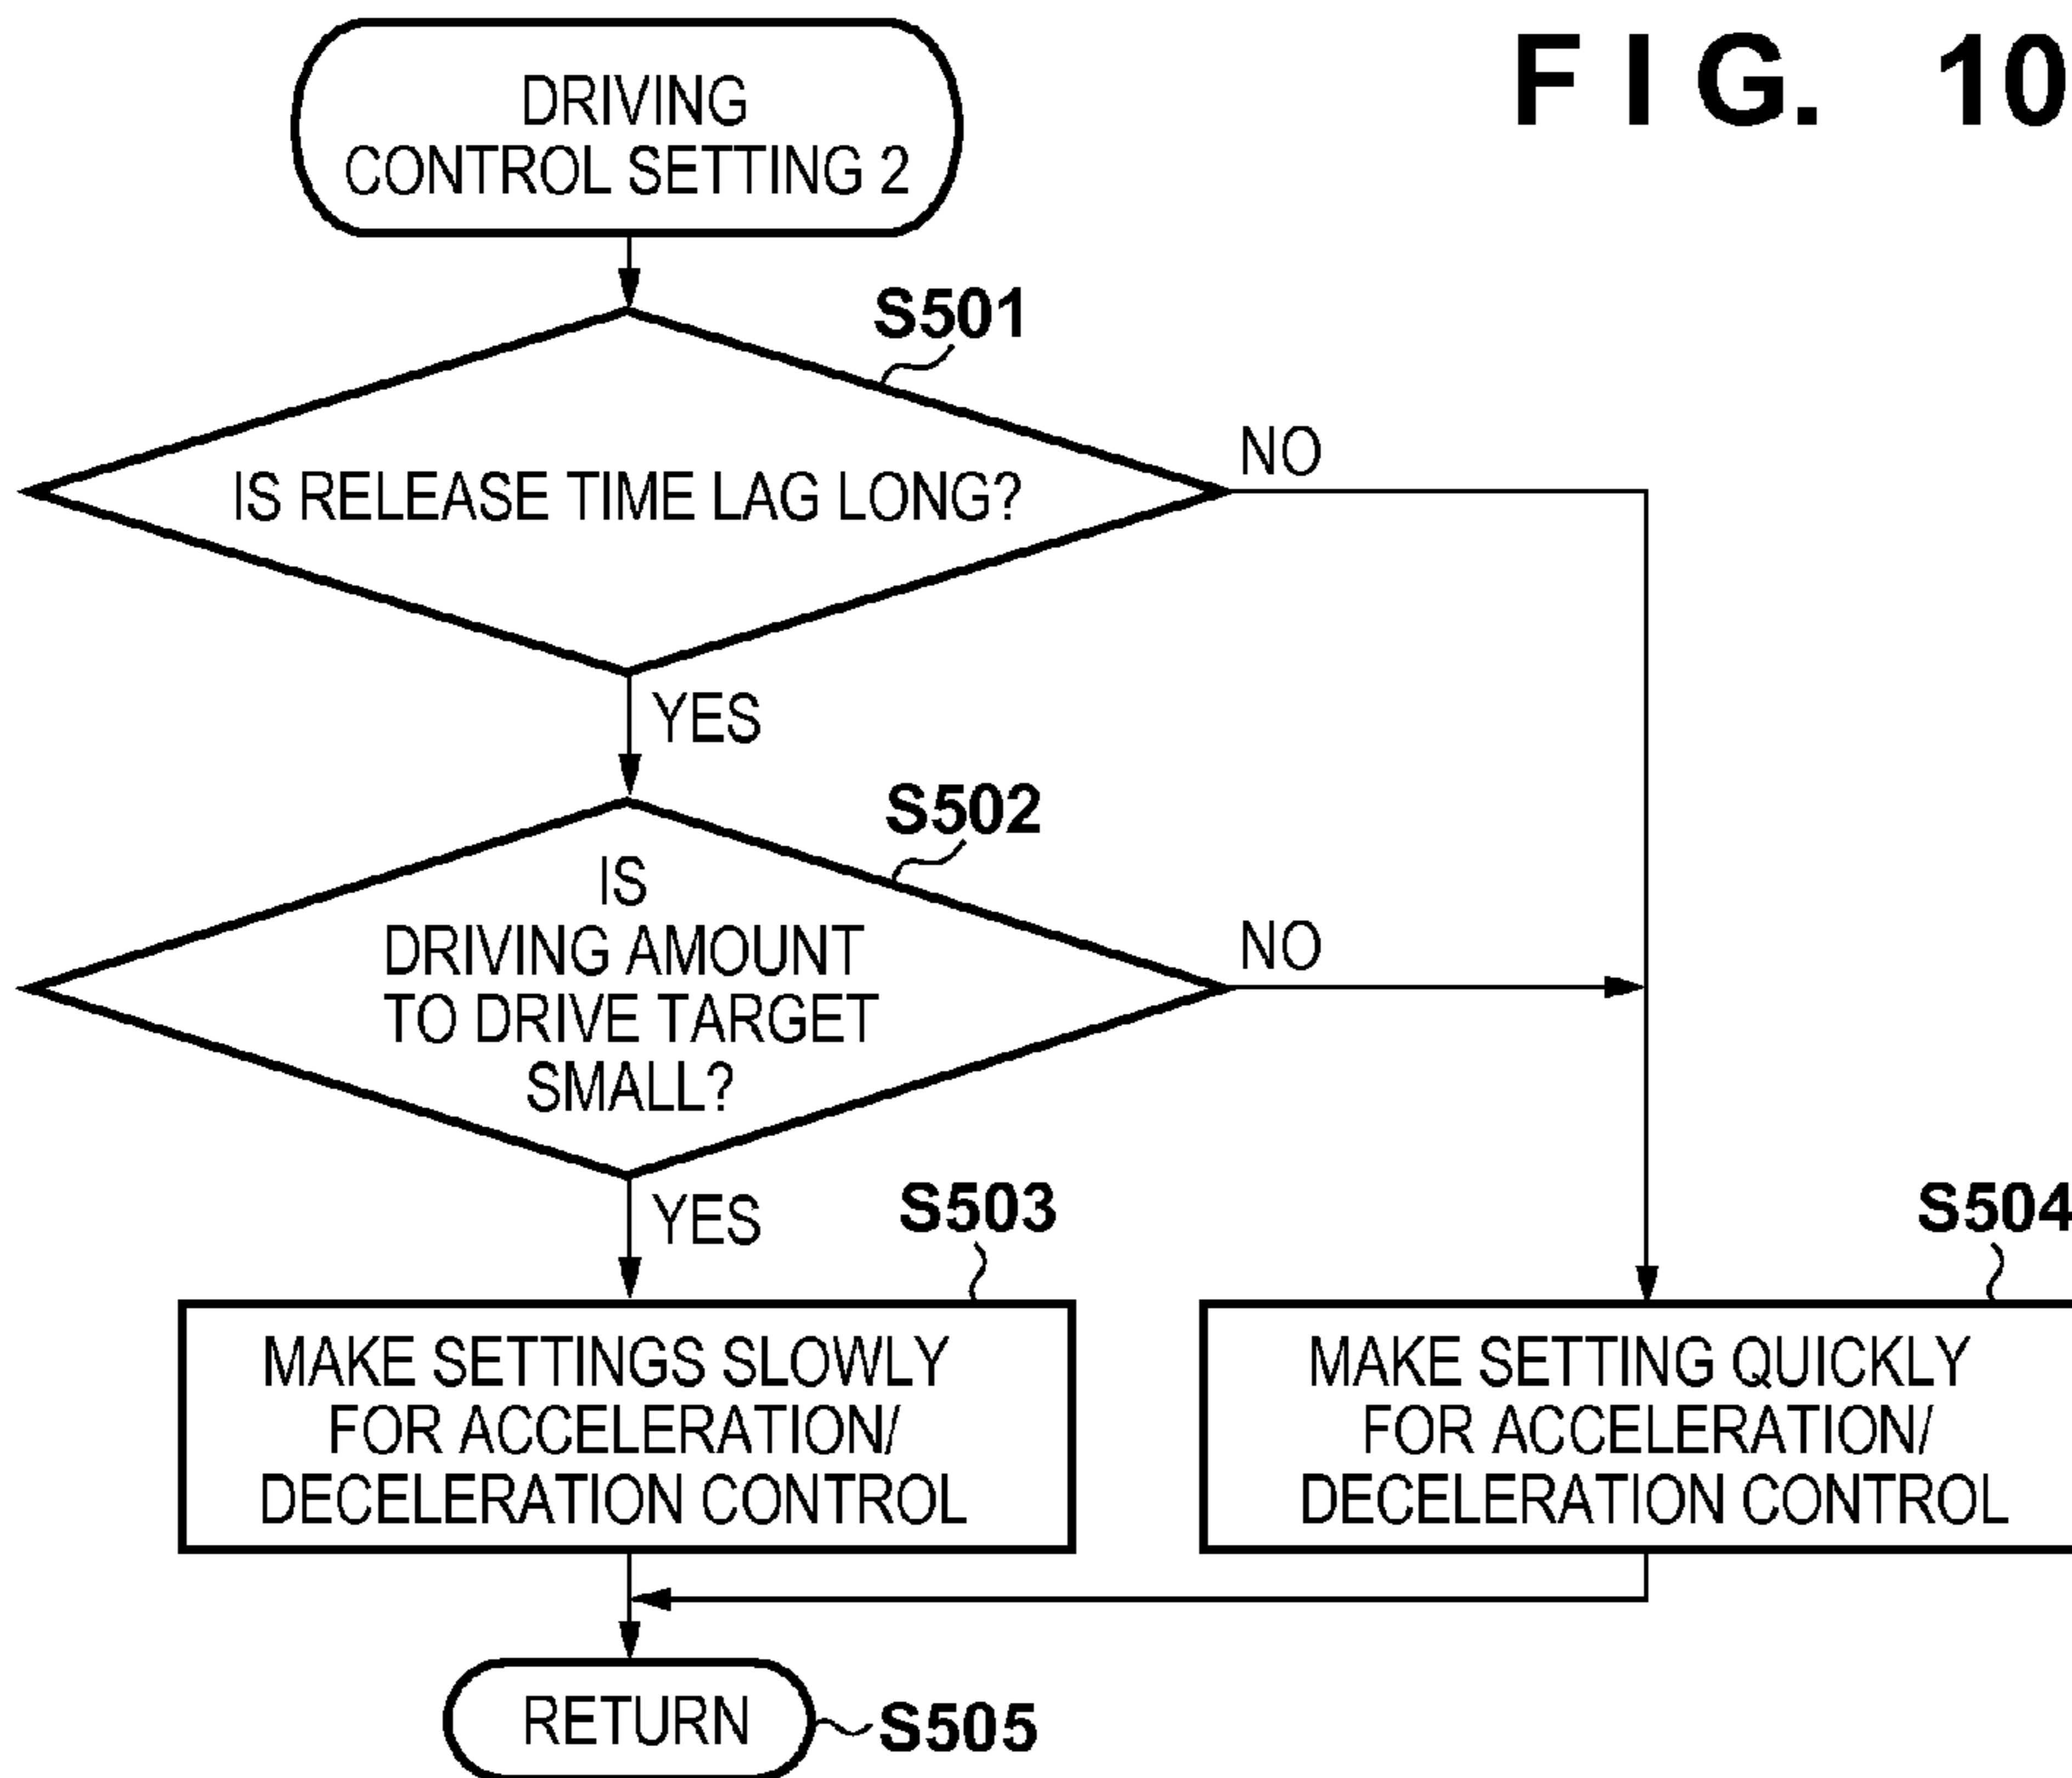 FIG. 10
DRIVING
CONTROL SETTING 2
S501
IS RELEASE TIME LAG LONG?
NO
YES
S502
IS
DRIVING AMOUNT
TO DRIVE TARGET
SMALL?
NO
YES
S503
MAKE SETTINGS SLOWLY
FOR ACCELERATION/
DECELERATION CONTROL
S504
MAKE SETTING QUICKLY
FOR ACCELERATION/
DECELERATION CONTROL
RETURN
S505